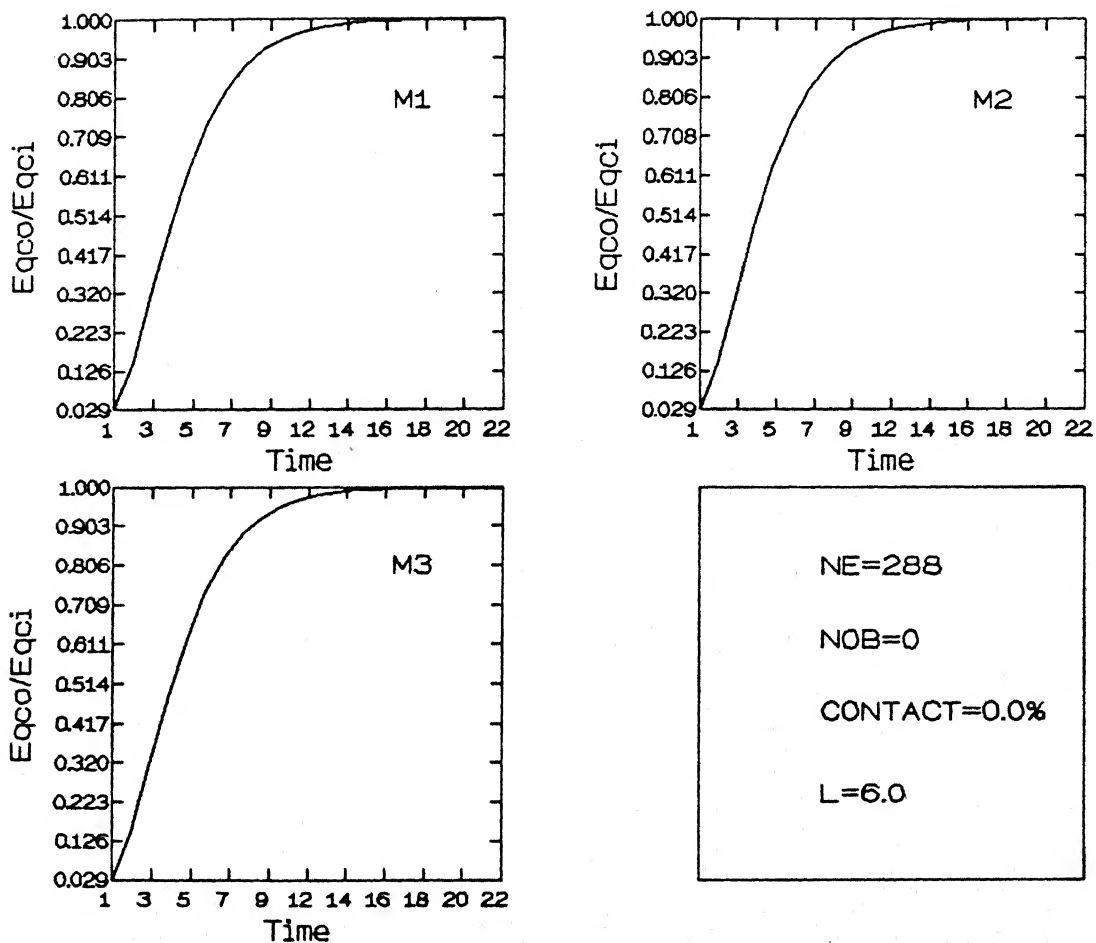 1.000
0.903
0.806
0.709
0.611
0.514
0.417
0.320
0.223
0.126
0.029
Eqco/Eqci
M1
1 3 5 7 9 12 14 16 18 20 22
Time
1.000
0.903
0.806
0.708
0.611
0.514
0.417
0.320
0.223
0.126
0.029
Eqco/Eqci
M2
1 3 5 7 9 12 14 16 18 20 22
Time
1.000
0.903
0.806
0.709
0.611
0.514
0.417
0.320
0.223
0.126
0.029
Eqco/Eqci
M3
1 3 5 7 9 12 14 16 18 20 22
Time
NE=288
NOB=0
CONTACT=0.0%
L=6.0